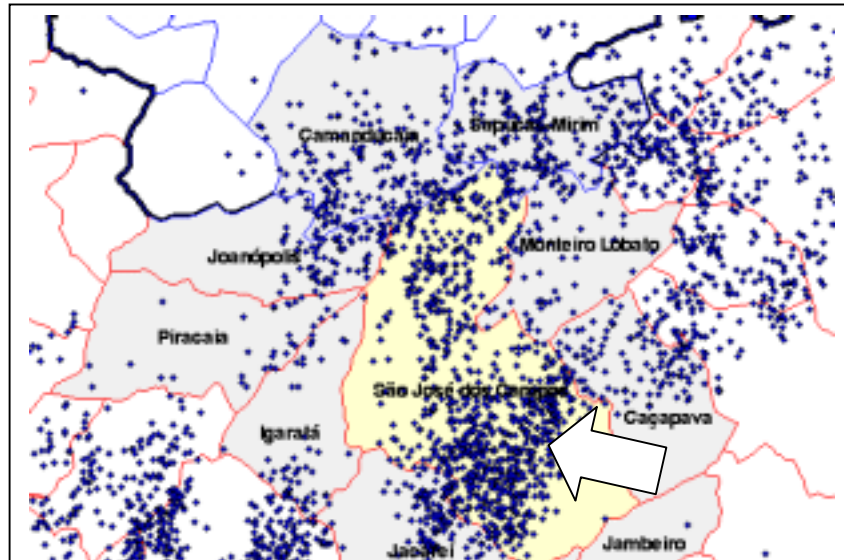 Camanducaia
Sapucaí-Mirim
Joanópolis
Monteiro Lobato
Piracaia
São José dos Campos
Igaratá
Caçapava
Jacareí
Jambeiro